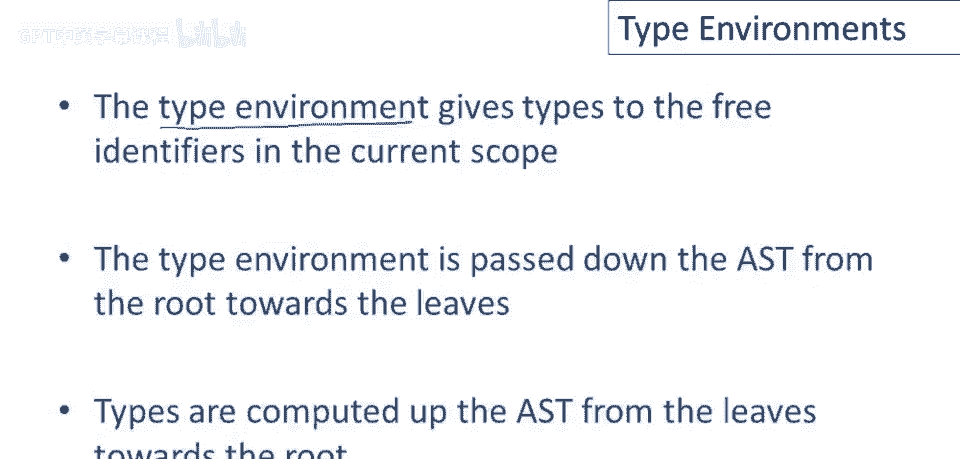 Type Environments
• The type environment gives types to the free
identifiers in the current scope
• The type environment is passed down the AST from
the root towards the leaves
• Types are computed up the AST from the leaves
towards the root